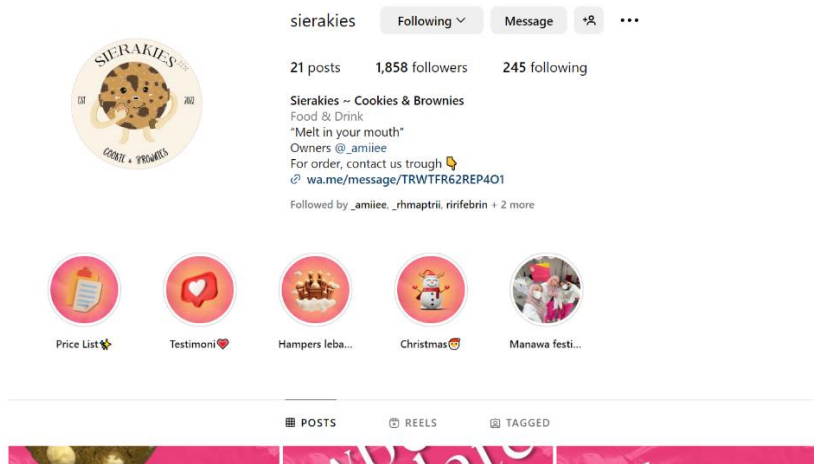 sierakies Following Message
21 posts 1,858 followers 245 following
Sierakies ~ Cookies & Brownies
Food & Drink
“Melt in your mouth”
Owners @_amiiee
For order, contact us trough 👇
wa.me/message/TRWTFR62REP4O1
Followed by _amiiee, _rhmaptrii, ririfebrin + 2 more
SIERAKIES
EST 2022
COOKIE & BROWNIES
Price List✨ Testimoni💖 Hampers leba... Christmas🎅 Manawa festi...
POSTS REELS TAGGED